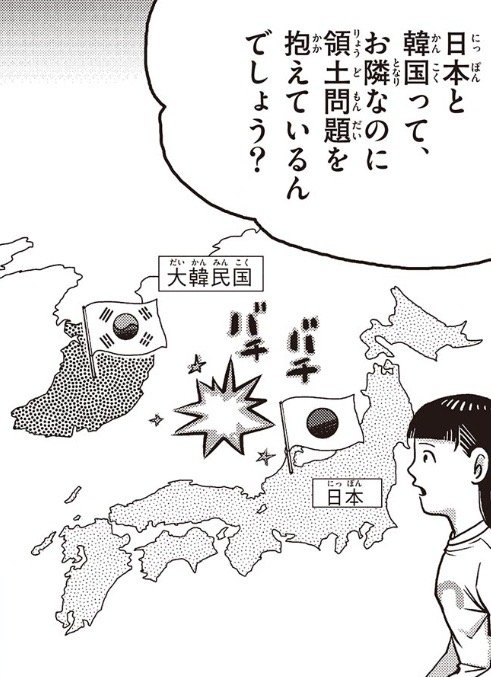 日本と
韓国って、
お隣なのに
領土問題を
抱えているん
でしょう？
大韓民国
バチ
バチ
日本